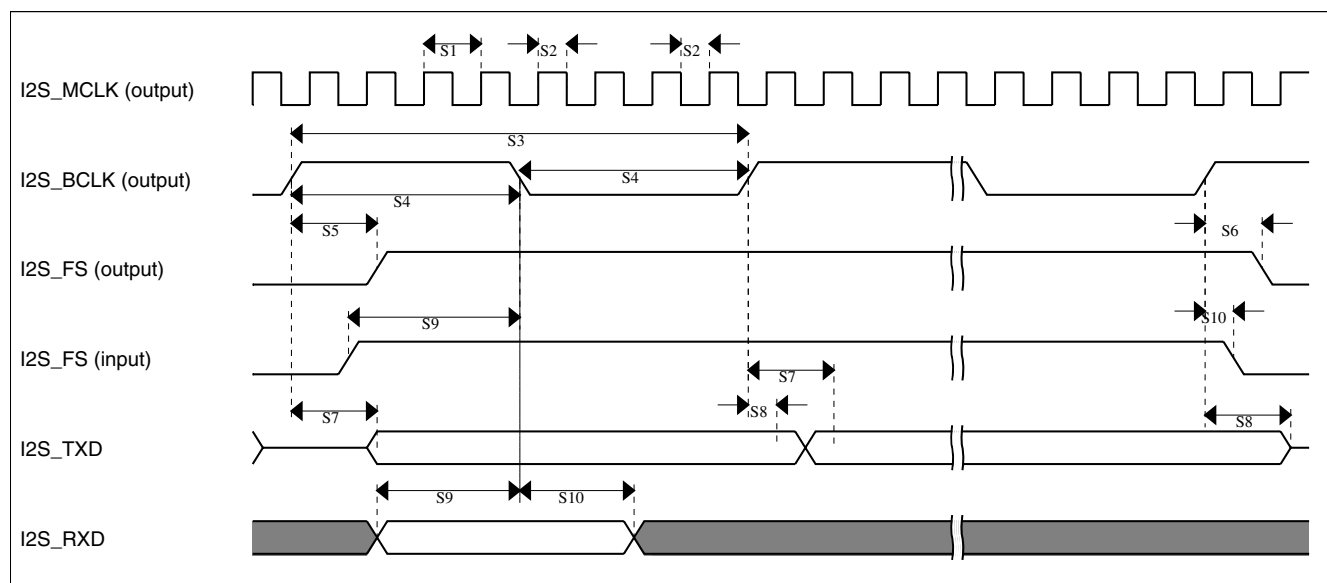 S1 S2 S2
I2S_MCLK (output)
S3
I2S_BCLK (output)
S4
S4
S5 S6
I2S_FS (output)
S9 S10
I2S_FS (input)
S7
S7 S8 S8
I2S_TXD
S9 S10
I2S_RXD